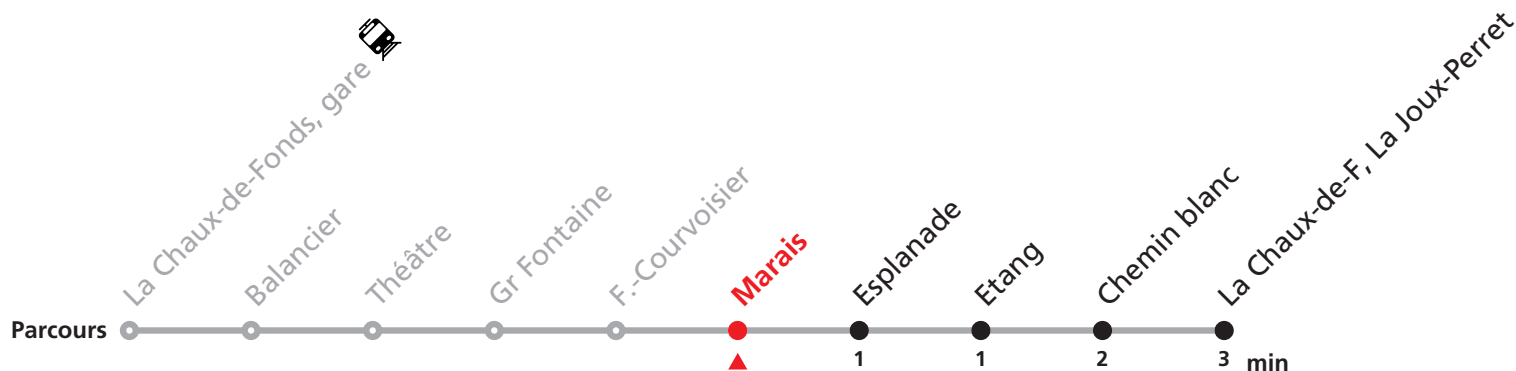 La Chaux-de-Fonds, gare
Balancier
Théâtre
Gr Fontaine
F.-Courvoisier
Marais
Esplanade
Etang
Chemin blanc
La Chaux-de-F, La Joux-Perret
Parcours
1
1
2
3
min